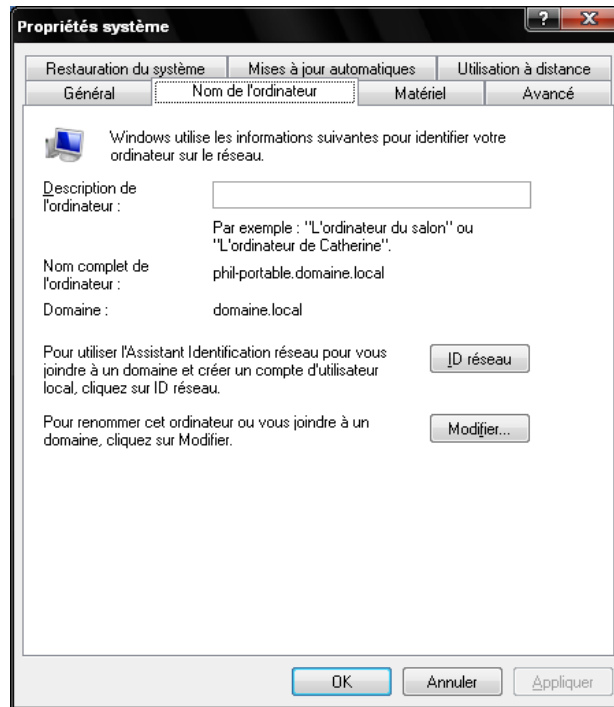 Propriétés système
?
X
Restauration du système
Mises à jour automatiques
Utilisation à distance
Général
Nom de l'ordinateur
Matériel
Avancé
Windows utilise les informations suivantes pour identifier votre
ordinateur sur le réseau.
Description de
l'ordinateur :
Par exemple : "L'ordinateur du salon" ou
"L'ordinateur de Catherine".
Nom complet de
l'ordinateur :
phil-portable.domaine.local
Domaine :
domaine.local
Pour utiliser l'Assistant Identification réseau pour vous
joindre à un domaine et créer un compte d'utilisateur
local, cliquez sur ID réseau.
ID réseau
Pour renommer cet ordinateur ou vous joindre à un
domaine, cliquez sur Modifier.
Modifier...
OK
Annuler
Appliquer